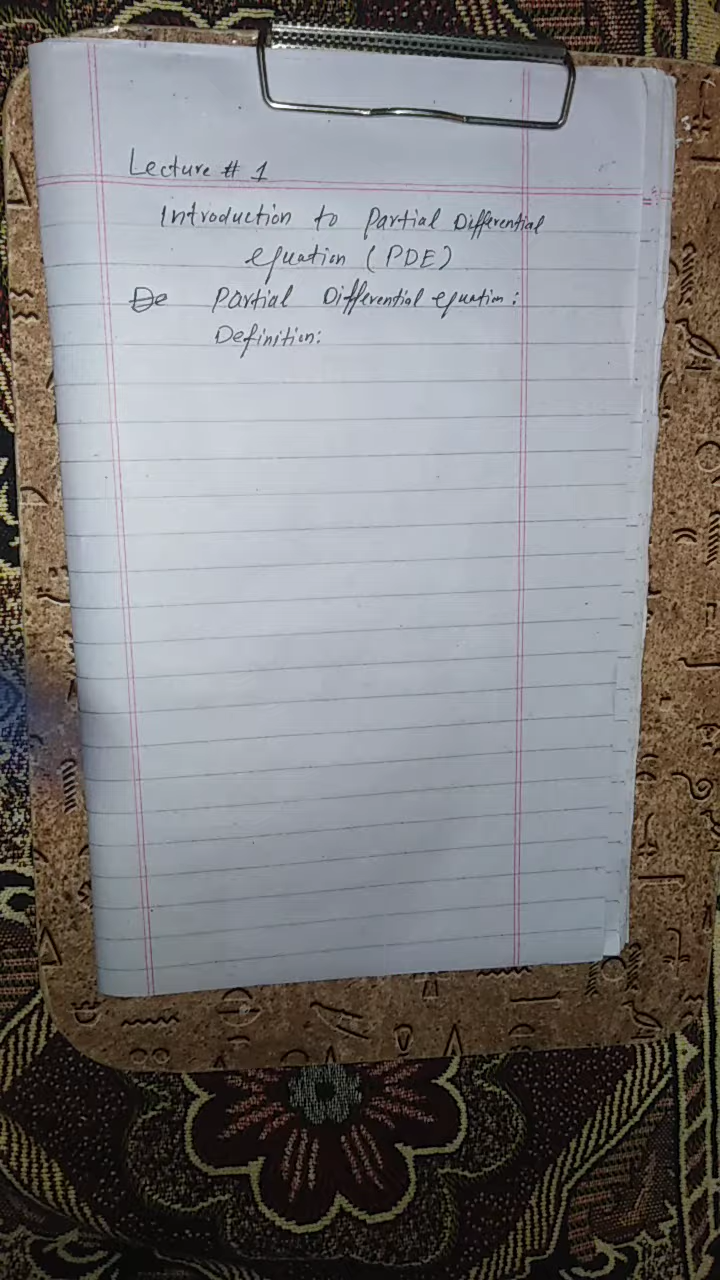 Lecture # 1
Introduction to Partial Differential
equation (PDE)
De Partial Differential equation:
Definition: